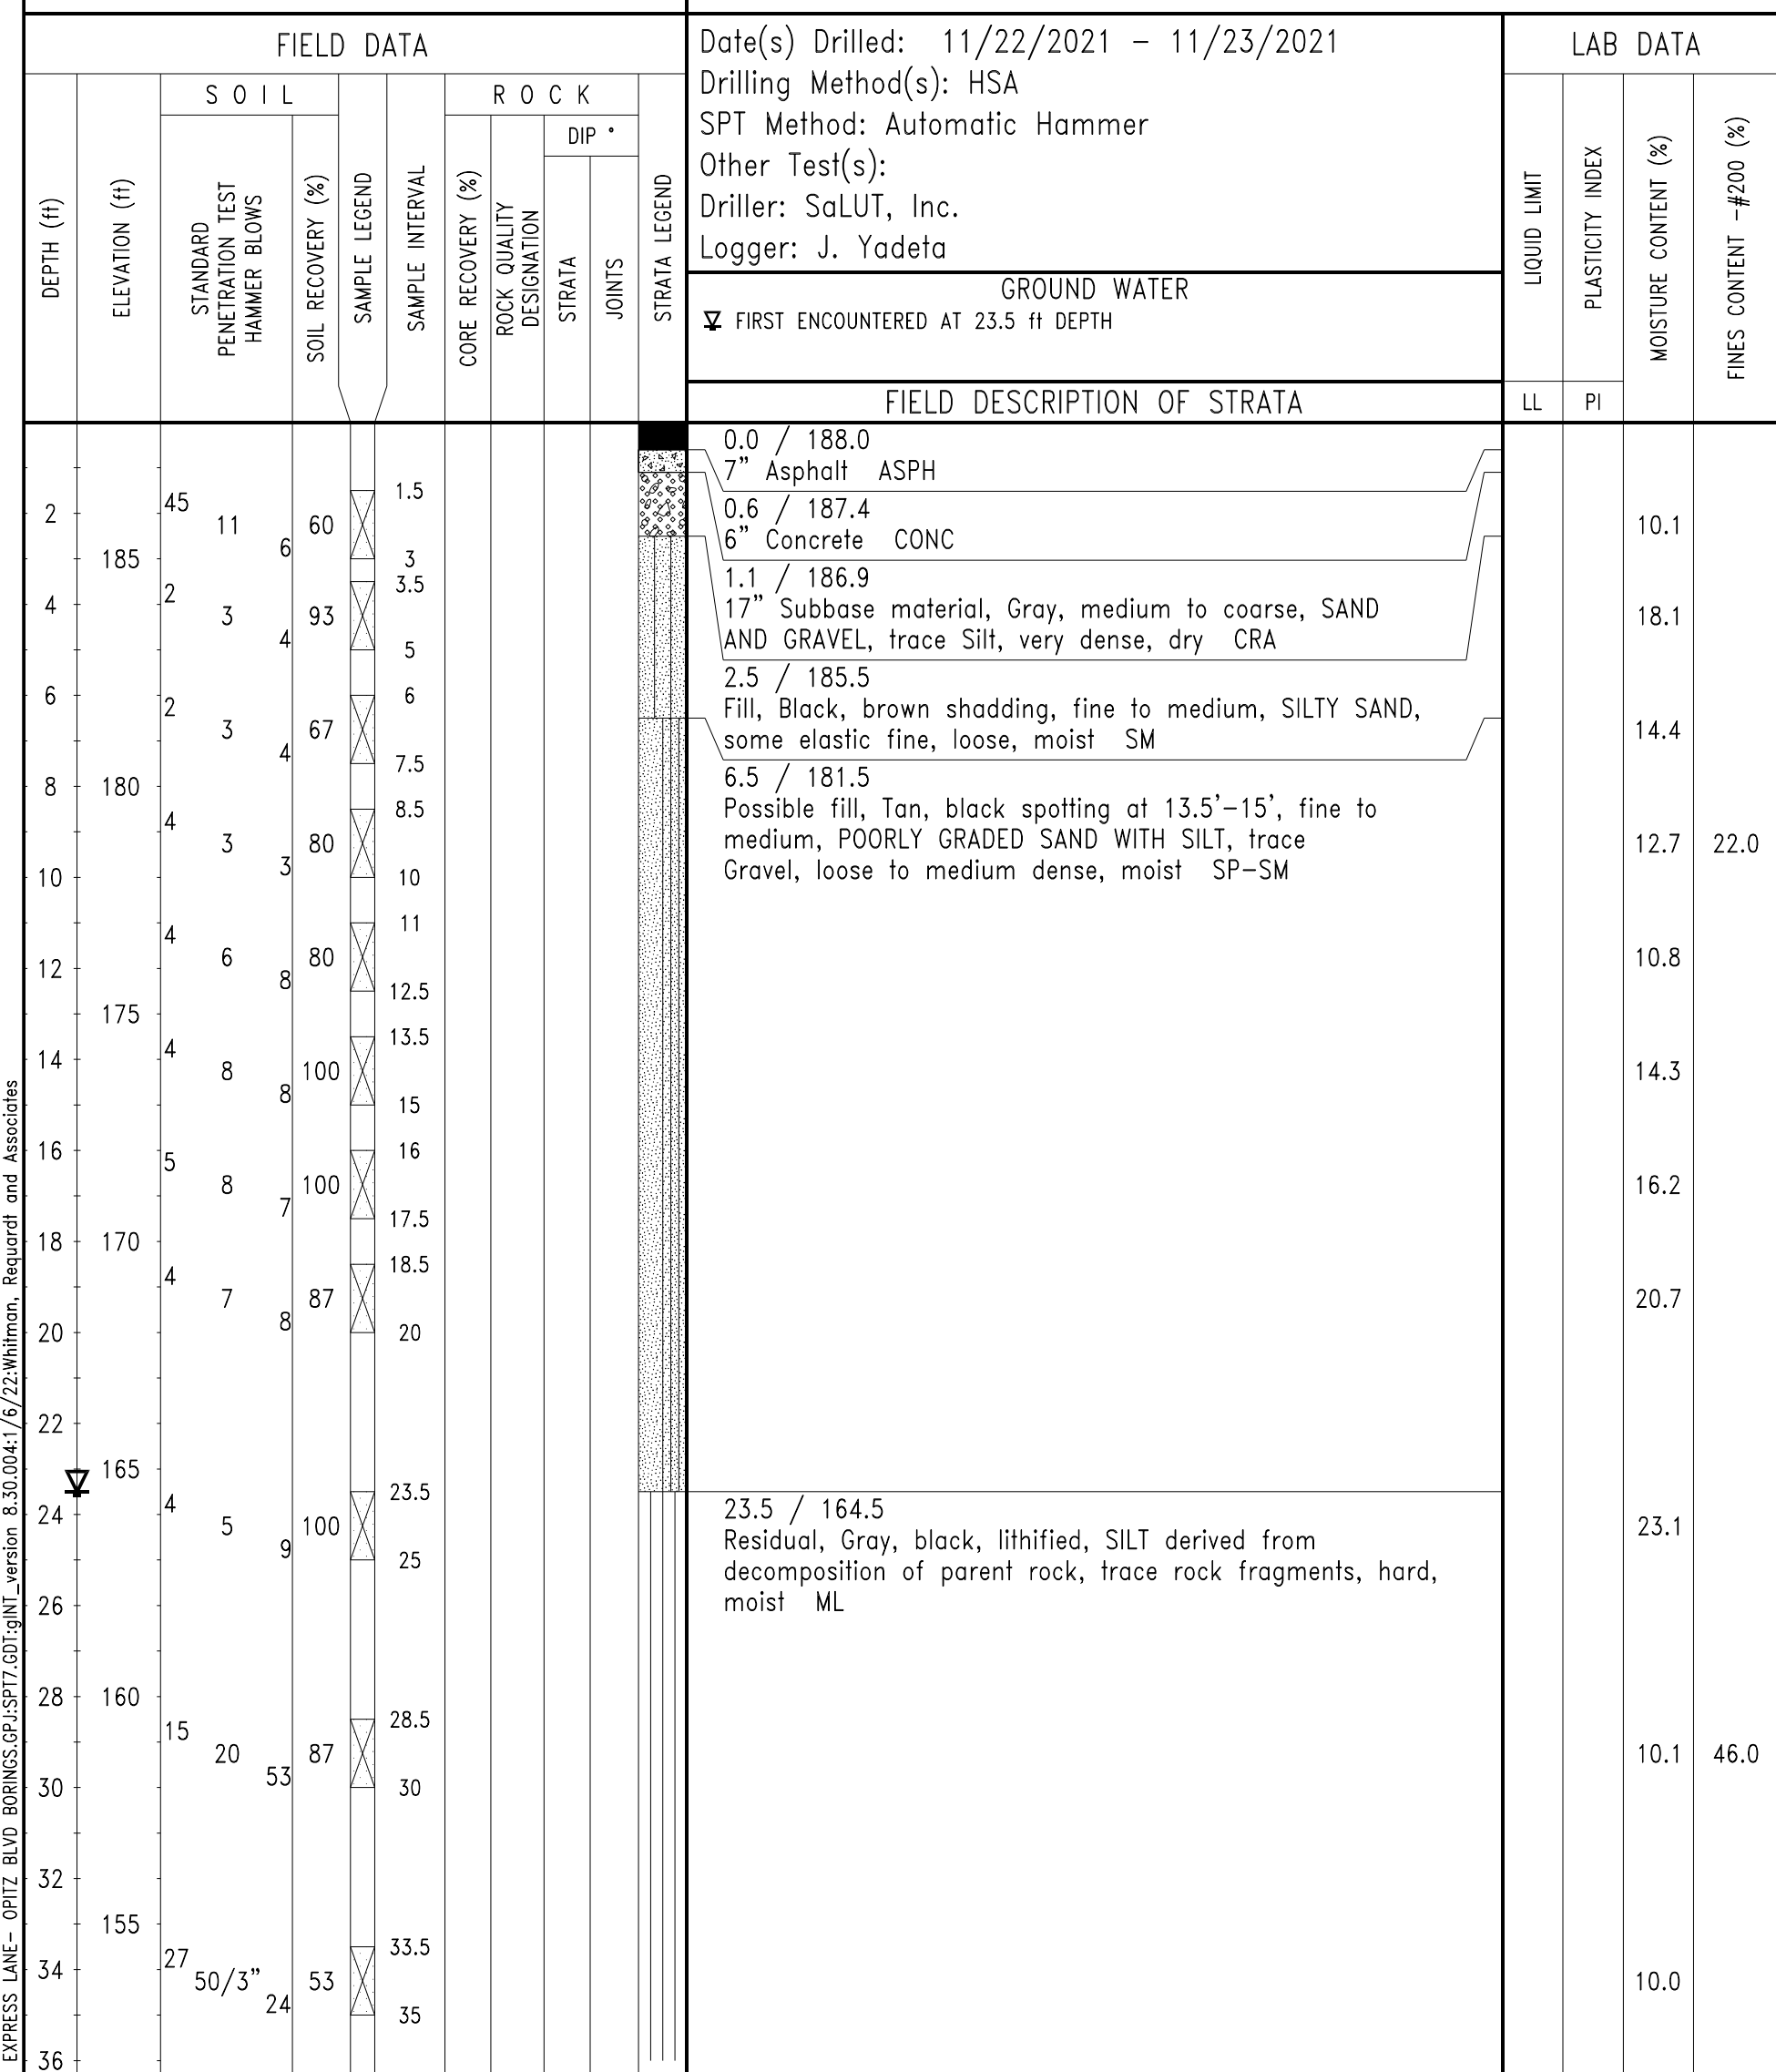 FIELD DATA
S O I L
R O C K
DIP °
DEPTH (ft)
ELEVATION (ft)
STANDARD
PENETRATION TEST
HAMMER BLOWS
SOIL RECOVERY (%)
SAMPLE LEGEND
SAMPLE INTERVAL
CORE RECOVERY (%)
ROCK QUALITY
DESIGNATION
STRATA
JOINTS
STRATA LEGEND
Date(s) Drilled: 11/22/2021 - 11/23/2021
Drilling Method(s): HSA
SPT Method: Automatic Hammer
Other Test(s):
Driller: SaLUT, Inc.
Logger: J. Yadeta
GROUND WATER
FIRST ENCOUNTERED AT 23.5 ft DEPTH
FIELD DESCRIPTION OF STRATA
LAB DATA
LIQUID LIMIT
PLASTICITY INDEX
MOISTURE CONTENT (%)
FINES CONTENT -#200 (%)
LL PI
0.0 / 188.0
7” Asphalt ASPH
0.6 / 187.4
6” Concrete CONC
1.1 / 186.9
17” Subbase material, Gray, medium to coarse, SAND
AND GRAVEL, trace Silt, very dense, dry CRA
2.5 / 185.5
Fill, Black, brown shadding, fine to medium, SILTY SAND,
some elastic fine, loose, moist SM
6.5 / 181.5
Possible fill, Tan, black spotting at 13.5’-15’, fine to
medium, POORLY GRADED SAND WITH SILT, trace
Gravel, loose to medium dense, moist SP-SM
23.5 / 164.5
Residual, Gray, black, lithified, SILT derived from
decomposition of parent rock, trace rock fragments, hard,
moist ML
45 1.5
2 11 60 10.1
6
185 3
3.5
2
4 3 93 18.1
4 5
6 6
2
3 67 14.4
4 7.5
8 180
8.5
4
3 80 12.7 22.0
3
10 10
11
4
6 80 10.8
12 8
12.5
175
13.5
4
14 8 100 14.3
8 15
16 16
5
8 100 16.2
7 17.5
18 170
18.5
4
7 87 20.7
8
20 20
22
165
23.5
4
24 5 100 23.1
9 25
26
28 160
28.5
15
20 87 10.1 46.0
53
30 30
32
155
33.5
27
34 50/3” 53 10.0
24 35
36
EXPRESS LANE- OPITZ BLVD BORINGS.GPJ:SPT7.GDT:gINT_version 8.30.004:1/6/22:Whitman, Requardt and Associates